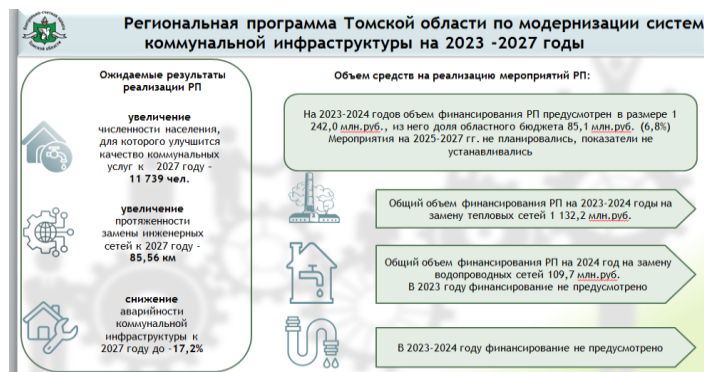 Региональная программа Томской области по модернизации систем
коммунальной инфраструктуры на 2023 -2027 годы
Томской области
Ожидаемые результаты
реализации РП
увеличение
численности населения,
для которого улучшится
качество коммунальных
услуг к 2027 году -
11 739 чел.
увеличение
протяженности
замены инженерных
сетей к 2027 году -
85,56 км
снижение
аварийности
коммунальной
инфраструктуры к
2027 году до -17,2%
Объем средств на реализацию мероприятий РП:
На 2023-2024 годов объем финансирования РП предусмотрен в размере 1
242,0 млн.руб., из него доля областного бюджета 85,1 млн.руб. (6,8%)
Мероприятия на 2025-2027 гг. не планировались, показатели не
устанавливались
Общий объем финансирования РП на 2023-2024 годы на
замену тепловых сетей 1 132,2 млн.руб.
Общий объем финансирования РП на 2024 год на замену
водопроводных сетей 109,7 млн.руб.
В 2023 году финансирование не предусмотрено
В 2023-2024 году финансирование не предусмотрено